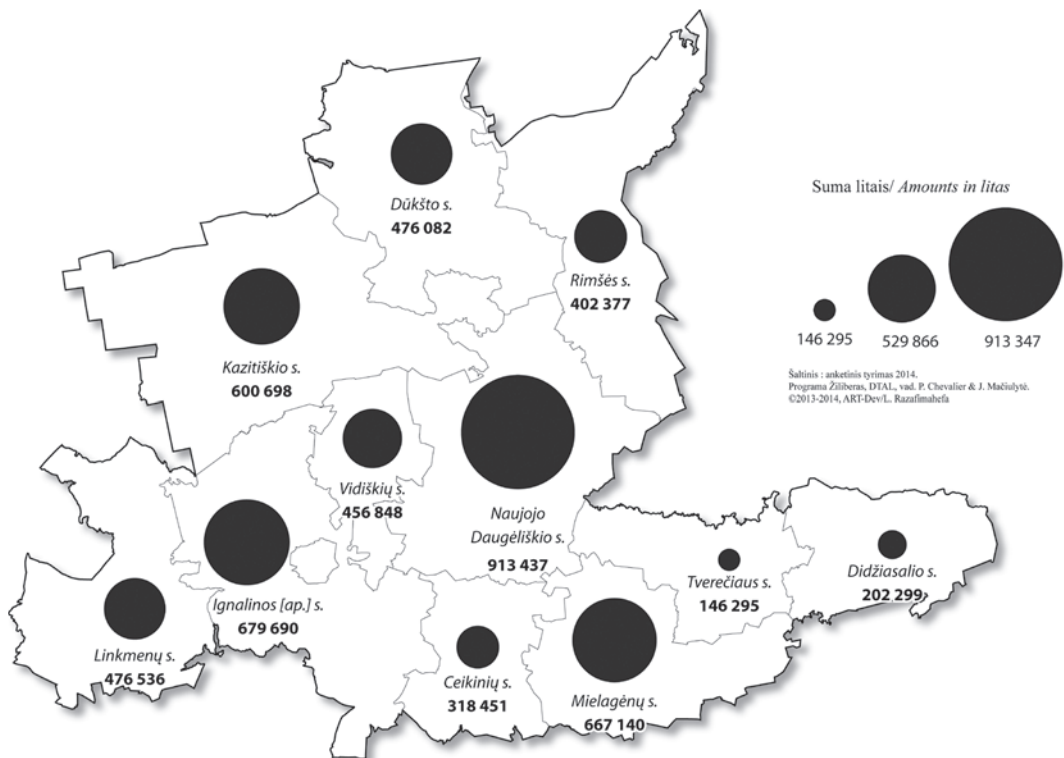 Dūkšto s.
476 082
Rimšės s.
402 377
Suma litais/ Amounts in litas
146 295
529 866
913 347
Šaltinis : anketinis tyrimas 2014.
Programa Žiliberas, DTAL, vad. P. Chevalier & J. Mačiulytė.
©2013-2014, ART-Dev/L. Razafimahefa
Kazitiškio s.
600 698
Vidiškių s.
456 848
Naujojo
Daugėliškio s.
913 437
Tverečiaus s.
146 295
Didžiasalio s.
202 299
Ignalinos [ap.] s.
679 690
Linkmenų s.
476 536
Ceikinių s.
318 451
Mielagėnų s.
667 140